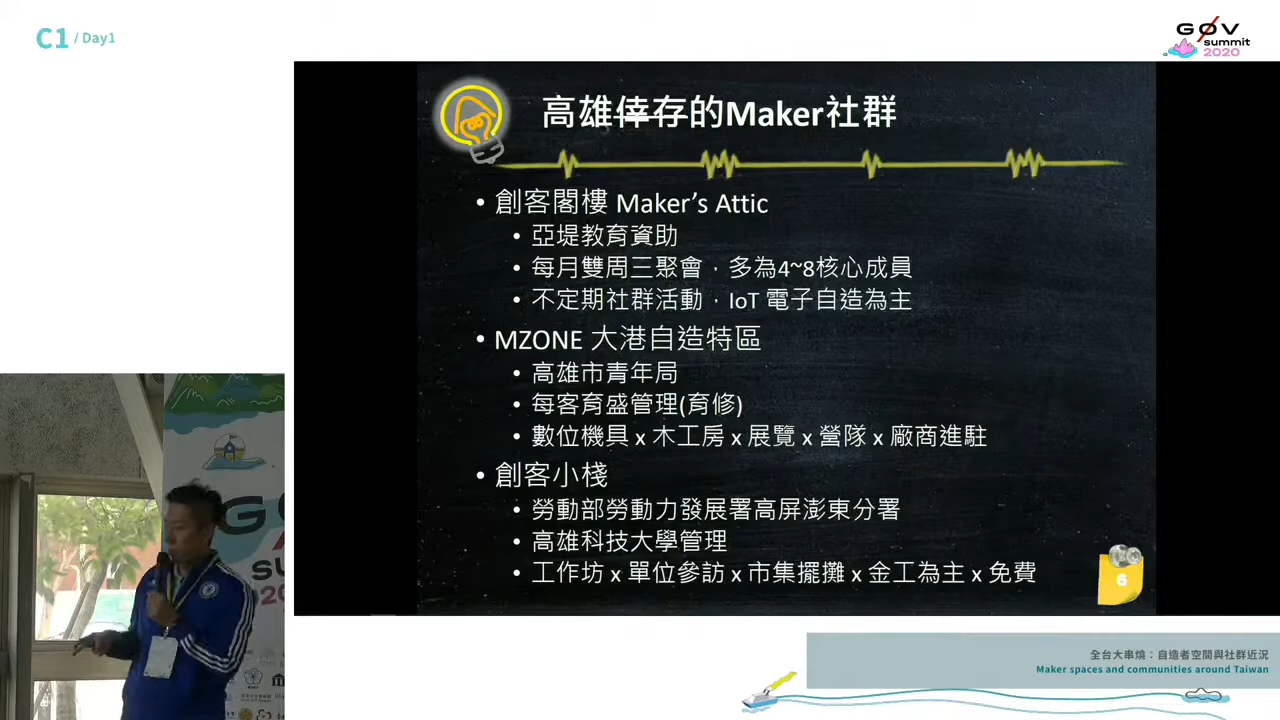 C1 / Day1
GØV
summit
2020
高雄倖存的Maker社群
• 創客閣樓 Maker’s Attic
• 亞堤教育資助
• 每月雙周三聚會，多為4~8核心成員
• 不定期社群活動，IoT 電子自造為主
• MZONE 大港自造特區
• 高雄市青年局
• 每客育盛管理(育修)
• 數位機具 x 木工房 x 展覽 x 營隊 x 廠商進駐
• 創客小棧
• 勞動部勞動力發展署高屏澎東分署
• 高雄科技大學管理
• 工作坊 x 單位參訪 x 市集擺攤 x 金工為主 x 免費
6
全台大串燒：自造者空間與社群近況
Maker spaces and communities around Taiwan